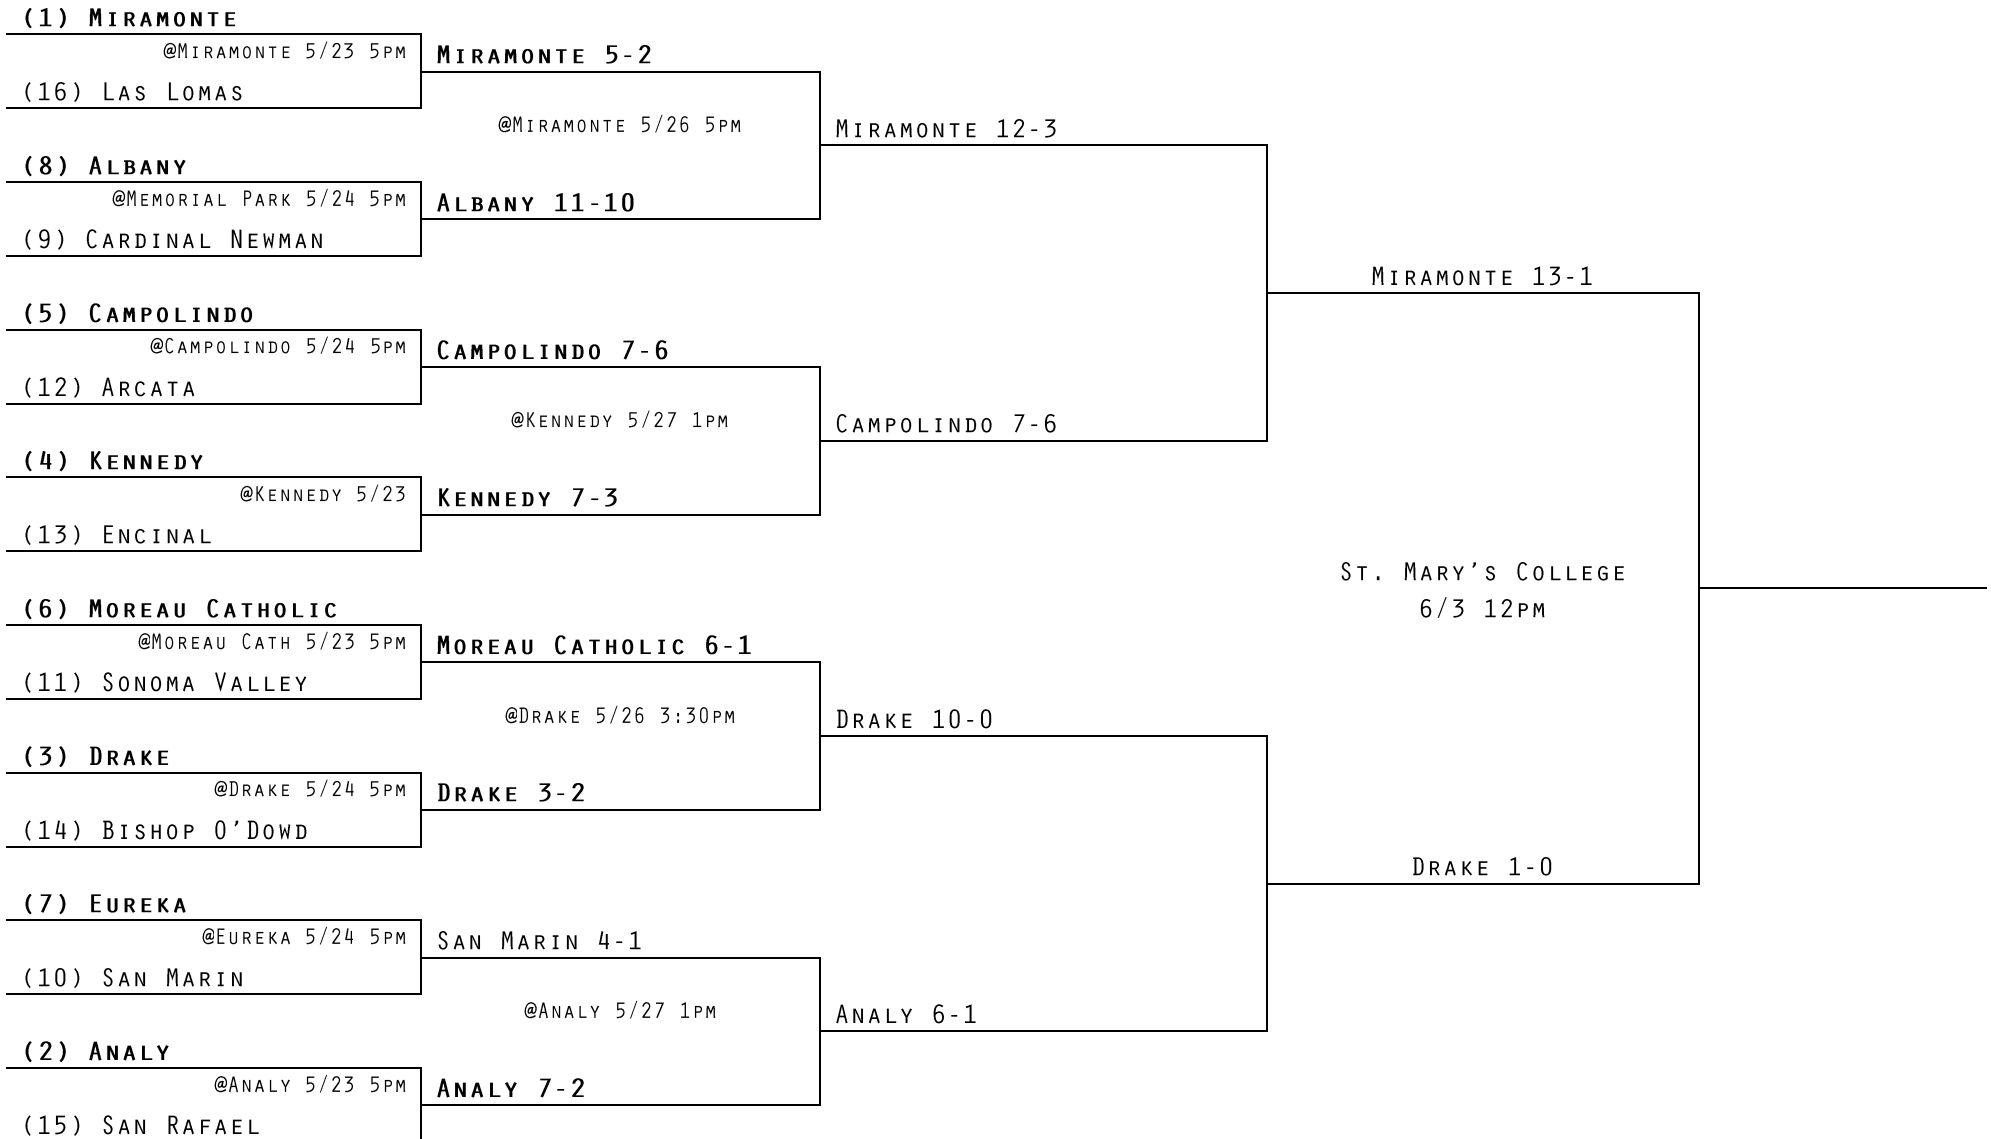 (1) Miramonte
@Miramonte 5/23 5pm
Miramonte 5-2
(16) Las Lomas
@Miramonte 5/26 5pm
Miramonte 12-3
(8) Albany
@Memorial Park 5/24 5pm
Albany 11-10
(9) Cardinal Newman
Miramonte 13-1
(5) Campolindo
@Campolindo 5/24 5pm
Campolindo 7-6
(12) Arcata
@Kennedy 5/27 1pm
Campolindo 7-6
(4) Kennedy
@Kennedy 5/23
Kennedy 7-3
(13) Encinal
St. Mary's College
6/3 12pm
(6) Moreau Catholic
@Moreau Cath 5/23 5pm
Moreau Catholic 6-1
(11) Sonoma Valley
@Drake 5/26 3:30pm
Drake 10-0
(3) Drake
@Drake 5/24 5pm
Drake 3-2
(14) Bishop O'Dowd
Drake 1-0
(7) Eureka
@Eureka 5/24 5pm
San Marin 4-1
(10) San Marin
@Analy 5/27 1pm
Analy 6-1
(2) Analy
@Analy 5/23 5pm
Analy 7-2
(15) San Rafael